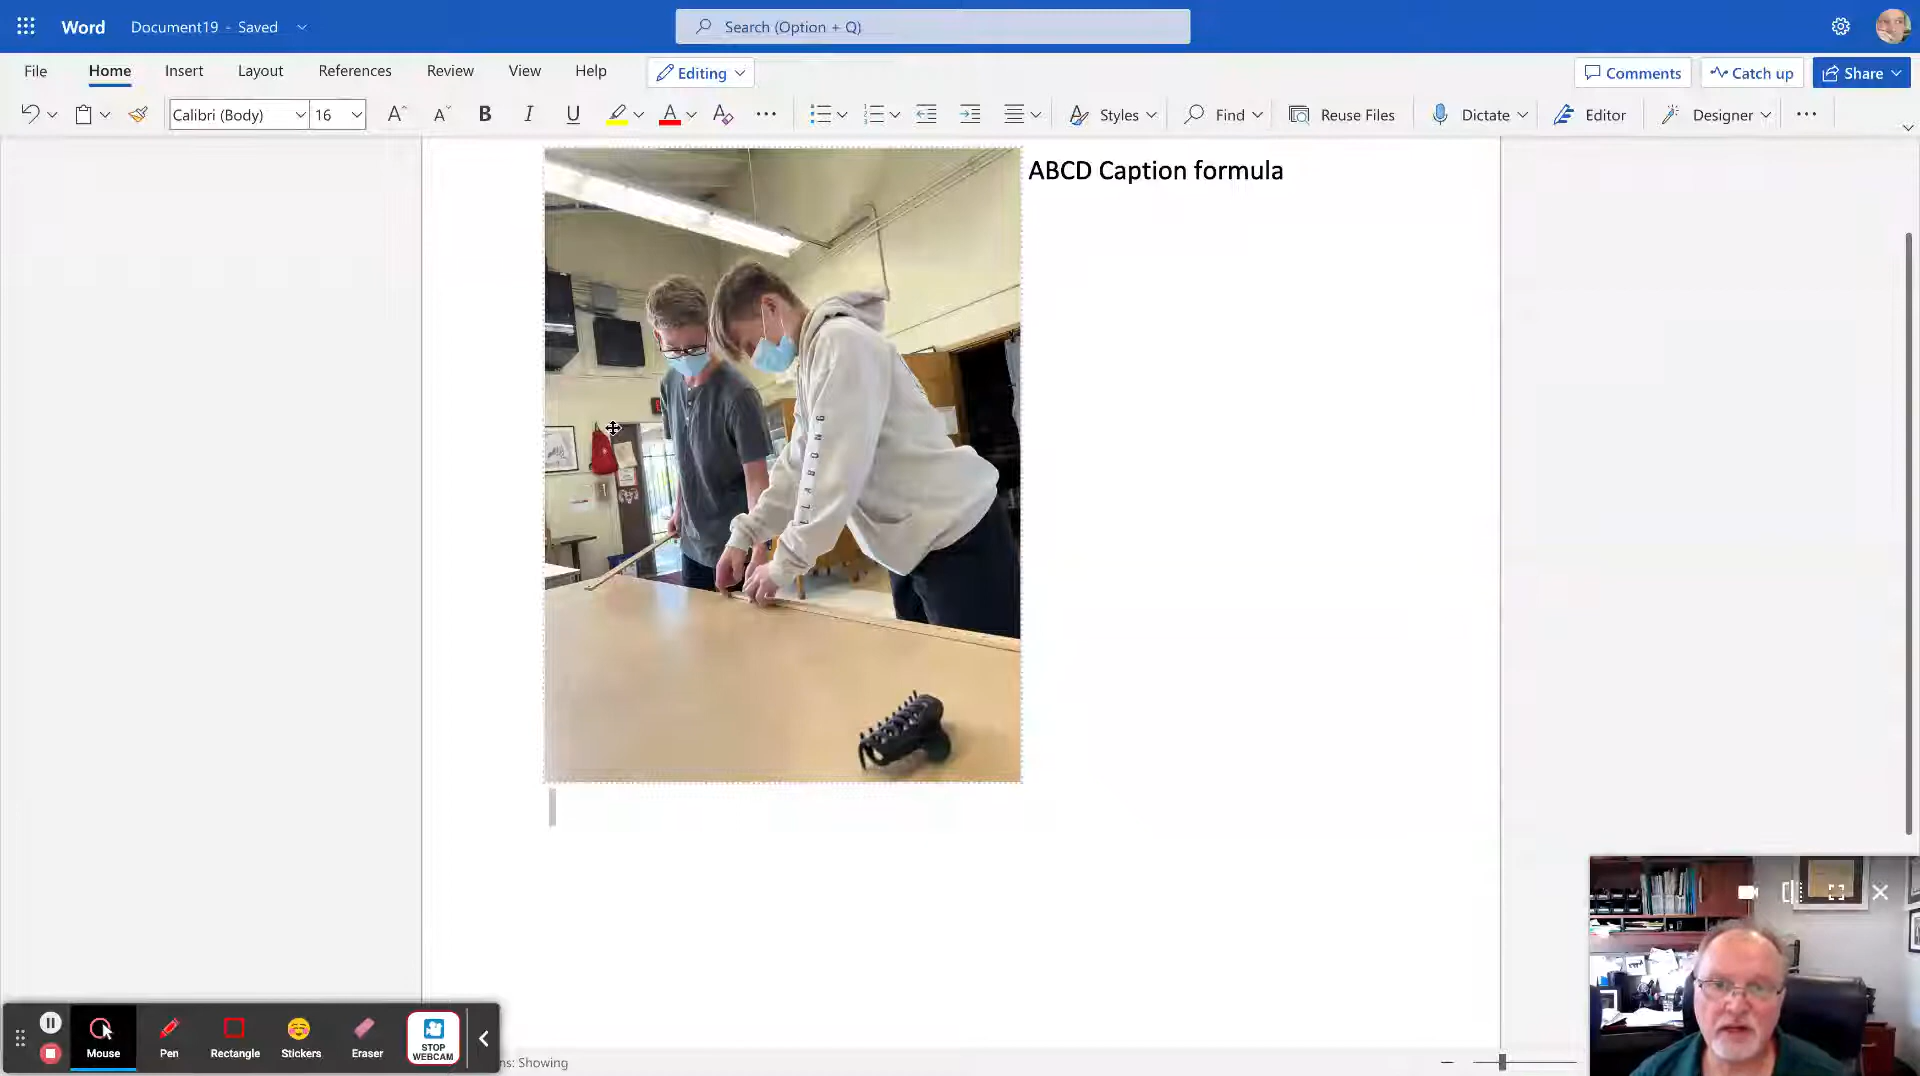 Word
Document19 - Saved
Search (Option + Q)
File
Home
Insert
Layout
References
Review
View
Help
Editing
Comments
Catch up
Share
Calibri (Body)
16
A
A
B
I
U
A
A
Styles
Find
Reuse Files
Dictate
Editor
Designer
ABCD Caption formula
LLABONG
Mouse
Pen
Rectangle
Stickers
Eraser
STOP
WEBCAM
ns: Showing